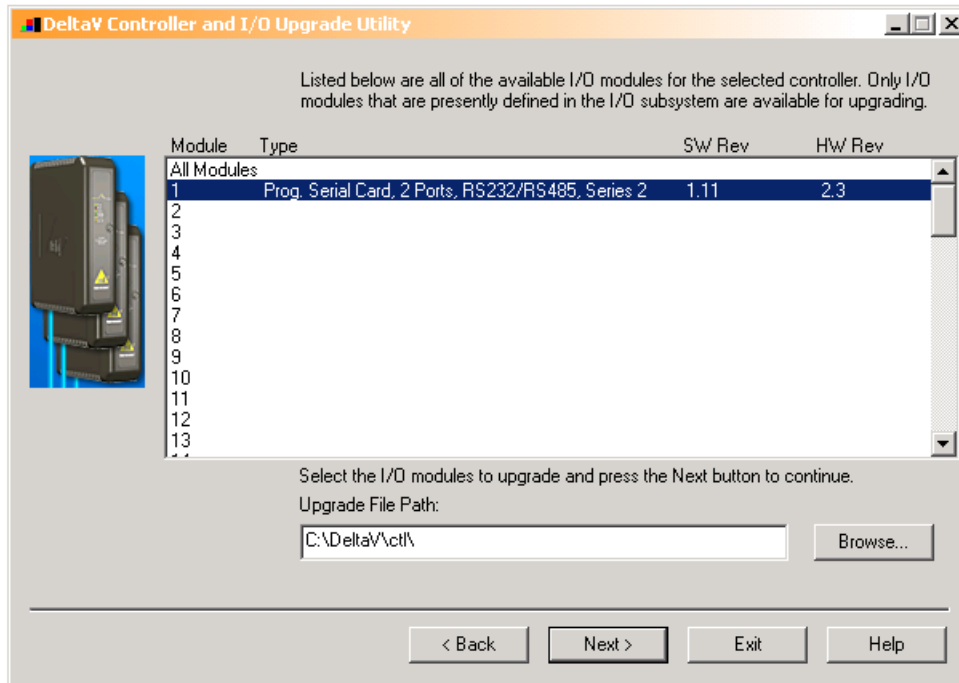 DeltaV Controller and I/O Upgrade Utility
Listed below are all of the available I/O modules for the selected controller. Only I/O
modules that are presently defined in the I/O subsystem are available for upgrading.
Module Type SW Rev HW Rev
All Modules
1 Prog. Serial Card, 2 Ports, RS232/RS485, Series 2 1.11 2.3
2
3
4
5
6
7
8
9
10
11
12
13
Select the I/O modules to upgrade and press the Next button to continue.
Upgrade File Path:
C:\DeltaV\ctl\
Browse...
< Back Next > Exit Help